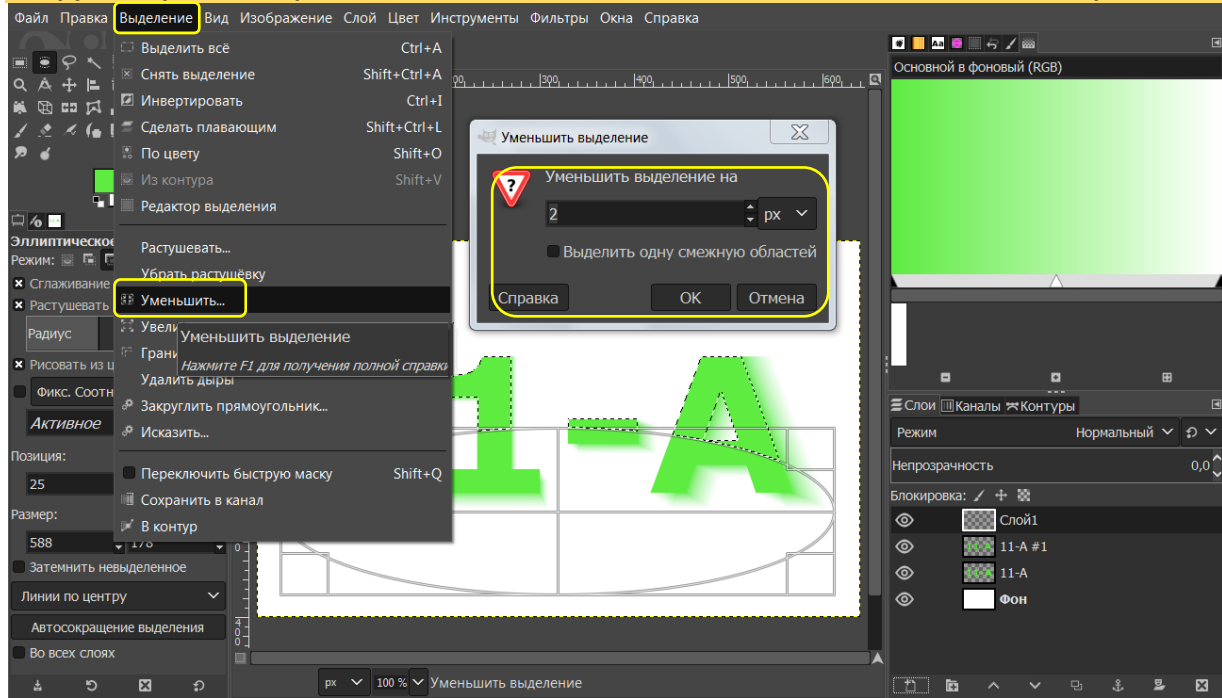 Файл Правка Выделение Вид Изображение Слой Цвет Инструменты Фильтры Окна Справка
Выделить всё Ctrl+A
Снять выделение Shift+Ctrl+A
Инвертировать Ctrl+I
Сделать плавающим Shift+Ctrl+L
По цвету Shift+O
Из контура Shift+V
Редактор выделения
Растушевать...
Убрать растушёвку
Уменьшить...
Уменьшить выделение
Нажмите F1 для получения полной справки
Удалить дыры
Закруглить прямоугольник...
Исказить...
Переключить быструю маску Shift+Q
Сохранить в канал
В контур
Режим:
Сглаживание
Растушевать
Радиус
Рисовать из
Активное
Позиция:
25
Размер:
588 178
Затемнить невыделенное
Линии по центру
Автосокращение выделения
Во всех слоях
300 400 500 600
Уменьшить выделение
Уменьшить выделение на
2 px
Выделить одну смежную областей
Справка OK Отмена
1-А
px 100 % Уменьшить выделение
Основной в фоновый (RGB)
Слои Каналы Контуры
Режим Нормальный
Непрозрачность 0,0
Блокировка:
Слой1
11-А #1
11-А
Фон